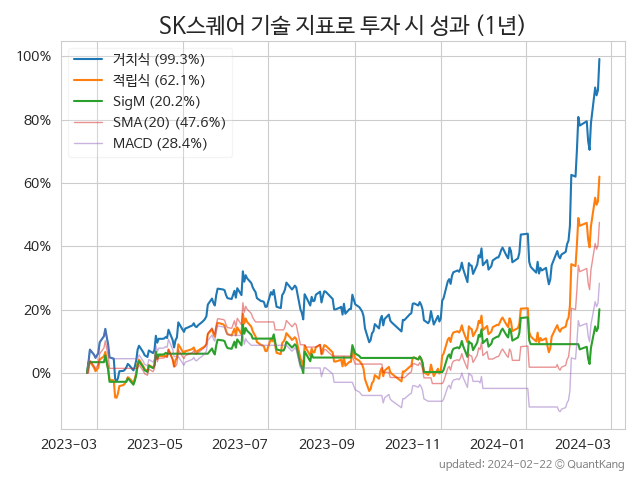 SK스퀘어 기술 지표로 투자 시 성과 (1년)
거치식 (99.3%)
적립식 (62.1%)
SigM (20.2%)
SMA(20) (47.6%)
MACD (28.4%)
100%
80%
60%
40%
20%
0%
2023-03 2023-05 2023-07 2023-09 2023-11 2024-01 2024-03
updated: 2024-02-22 © QuantKang